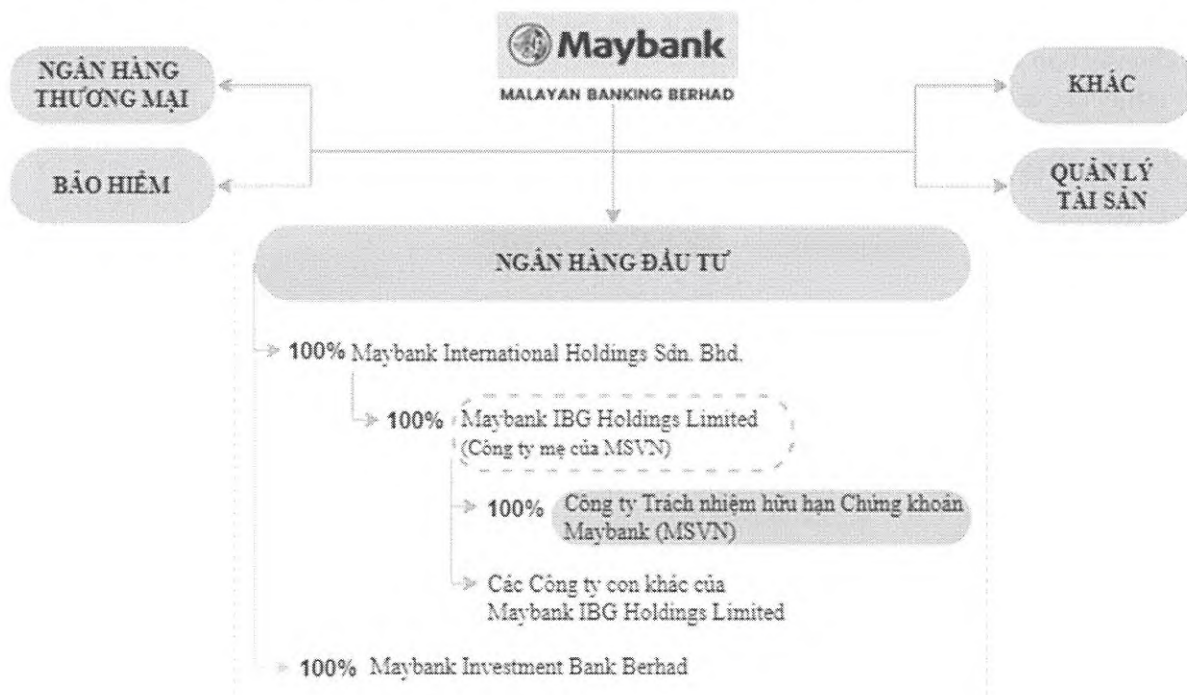 Maybank
MALAYAN BANKING BERHAD
NGÂN HÀNG
THƯƠNG MẠI
BẢO HIỂM
KHÁC
QUẢN LÝ
TÀI SẢN
NGÂN HÀNG ĐẦU TƯ
100% Maybank International Holdings Sdn. Bhd.
100% Maybank IBG Holdings Limited
(Công ty mẹ của MSVN)
100% Công ty Trách nhiệm hữu hạn Chứng khoán
Maybank (MSVN)
Các Công ty con khác của
Maybank IBG Holdings Limited
100% Maybank Investment Bank Berhad